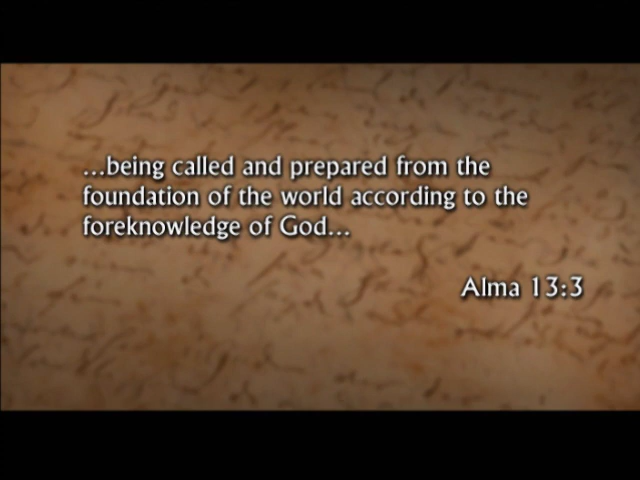 ...being called and prepared from the
foundation of the world according to the
foreknowledge of God...
Alma 13:3